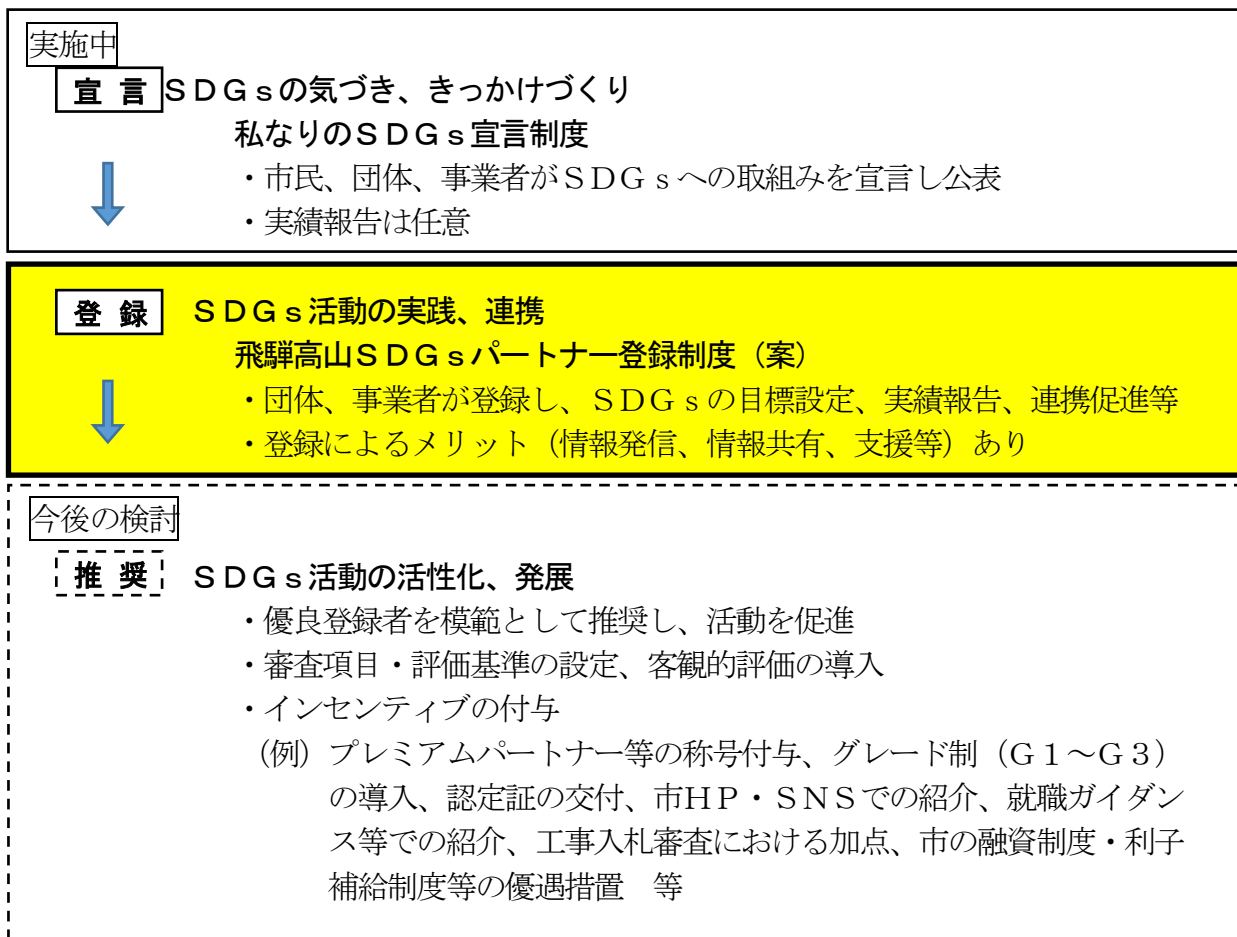 実施中
宣 言 ＳＤＧｓの気づき、きっかけづくり
私なりのＳＤＧｓ宣言制度
・市民、団体、事業者がＳＤＧｓへの取組みを宣言し公表
・実績報告は任意
登 録 ＳＤＧｓ活動の実践、連携
飛騨高山ＳＤＧｓパートナー登録制度（案）
・団体、事業者が登録し、ＳＤＧｓの目標設定、実績報告、連携促進等
・登録によるメリット（情報発信、情報共有、支援等）あり
今後の検討
推 奨 ＳＤＧｓ活動の活性化、発展
・優良登録者を模範として推奨し、活動を促進
・審査項目・評価基準の設定、客観的評価の導入
・インセンティブの付与
（例）プレミアムパートナー等の称号付与、グレード制（Ｇ１～Ｇ３）
の導入、認定証の交付、市ＨＰ・ＳＮＳでの紹介、就職ガイダン
ス等での紹介、工事入札審査における加点、市の融資制度・利子
補給制度等の優遇措置　等